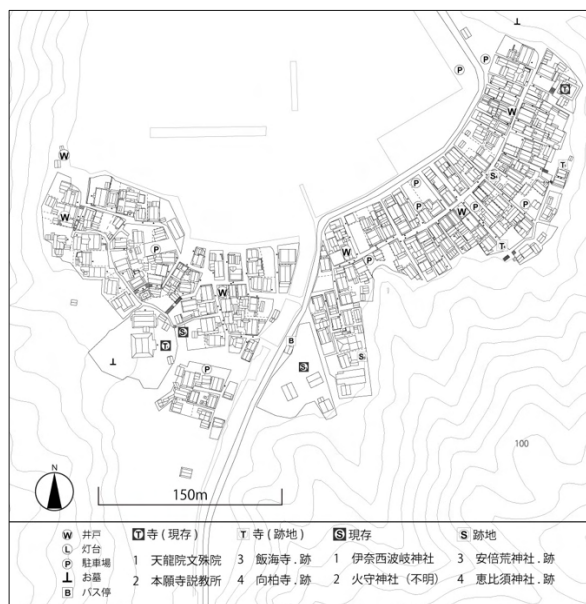 P
P
T
W
W
T
S
P
W
P
W
P
P
W
T
W
P
P
W
S
T
B
S
P
S
100
N
150m
W 井戸
L 灯台
P 駐車場
お墓
B バス停
T 寺(現存)
1 天龍院文殊院
2 本願寺説教所
T 寺(跡地)
3 飯海寺.跡
4 向柏寺.跡
S 現存
1 伊奈西波岐神社
2 火守神社(不明)
S 跡地
3 安倍荒神社.跡
4 恵比須神社.跡